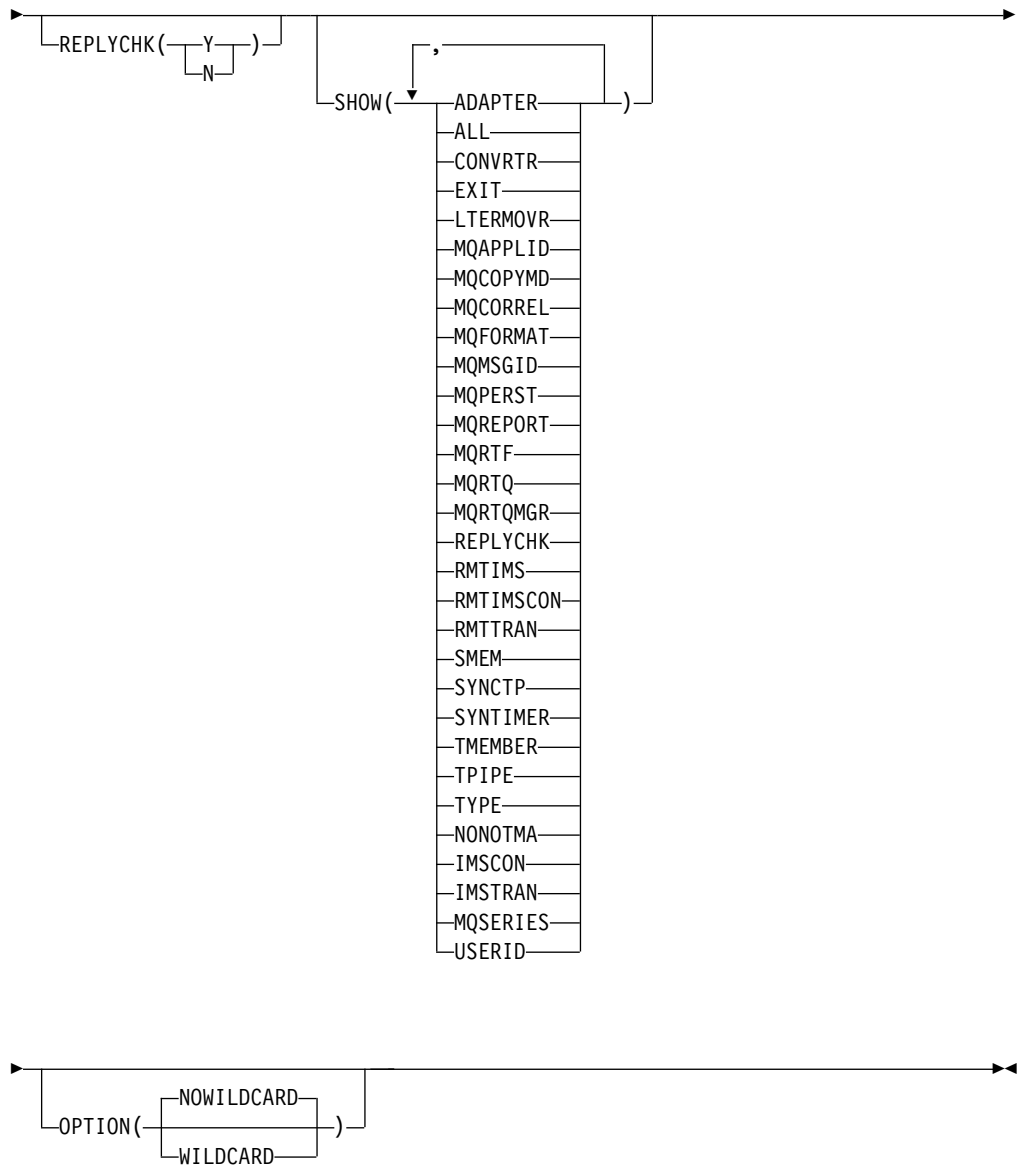 REPLYCHK( Y )
N
,
SHOW( ADAPTER )
ALL
CONVRTR
EXIT
LTERMOVR
MQAPPLID
MQCOPYMD
MQCORREL
MQFORMAT
MQMSGID
MQPERST
MQREPORT
MQRTF
MQRTQ
MQRTQMGR
REPLYCHK
RMTIMS
RMTIMSCON
RMTTRAN
SMEM
SYNCTP
SYNTIMER
TMEMBER
TPIPE
TYPE
NONOTMA
IMSCON
IMSTRAN
MQSERIES
USERID
NOWILDCARD
OPTION( )
WILDCARD